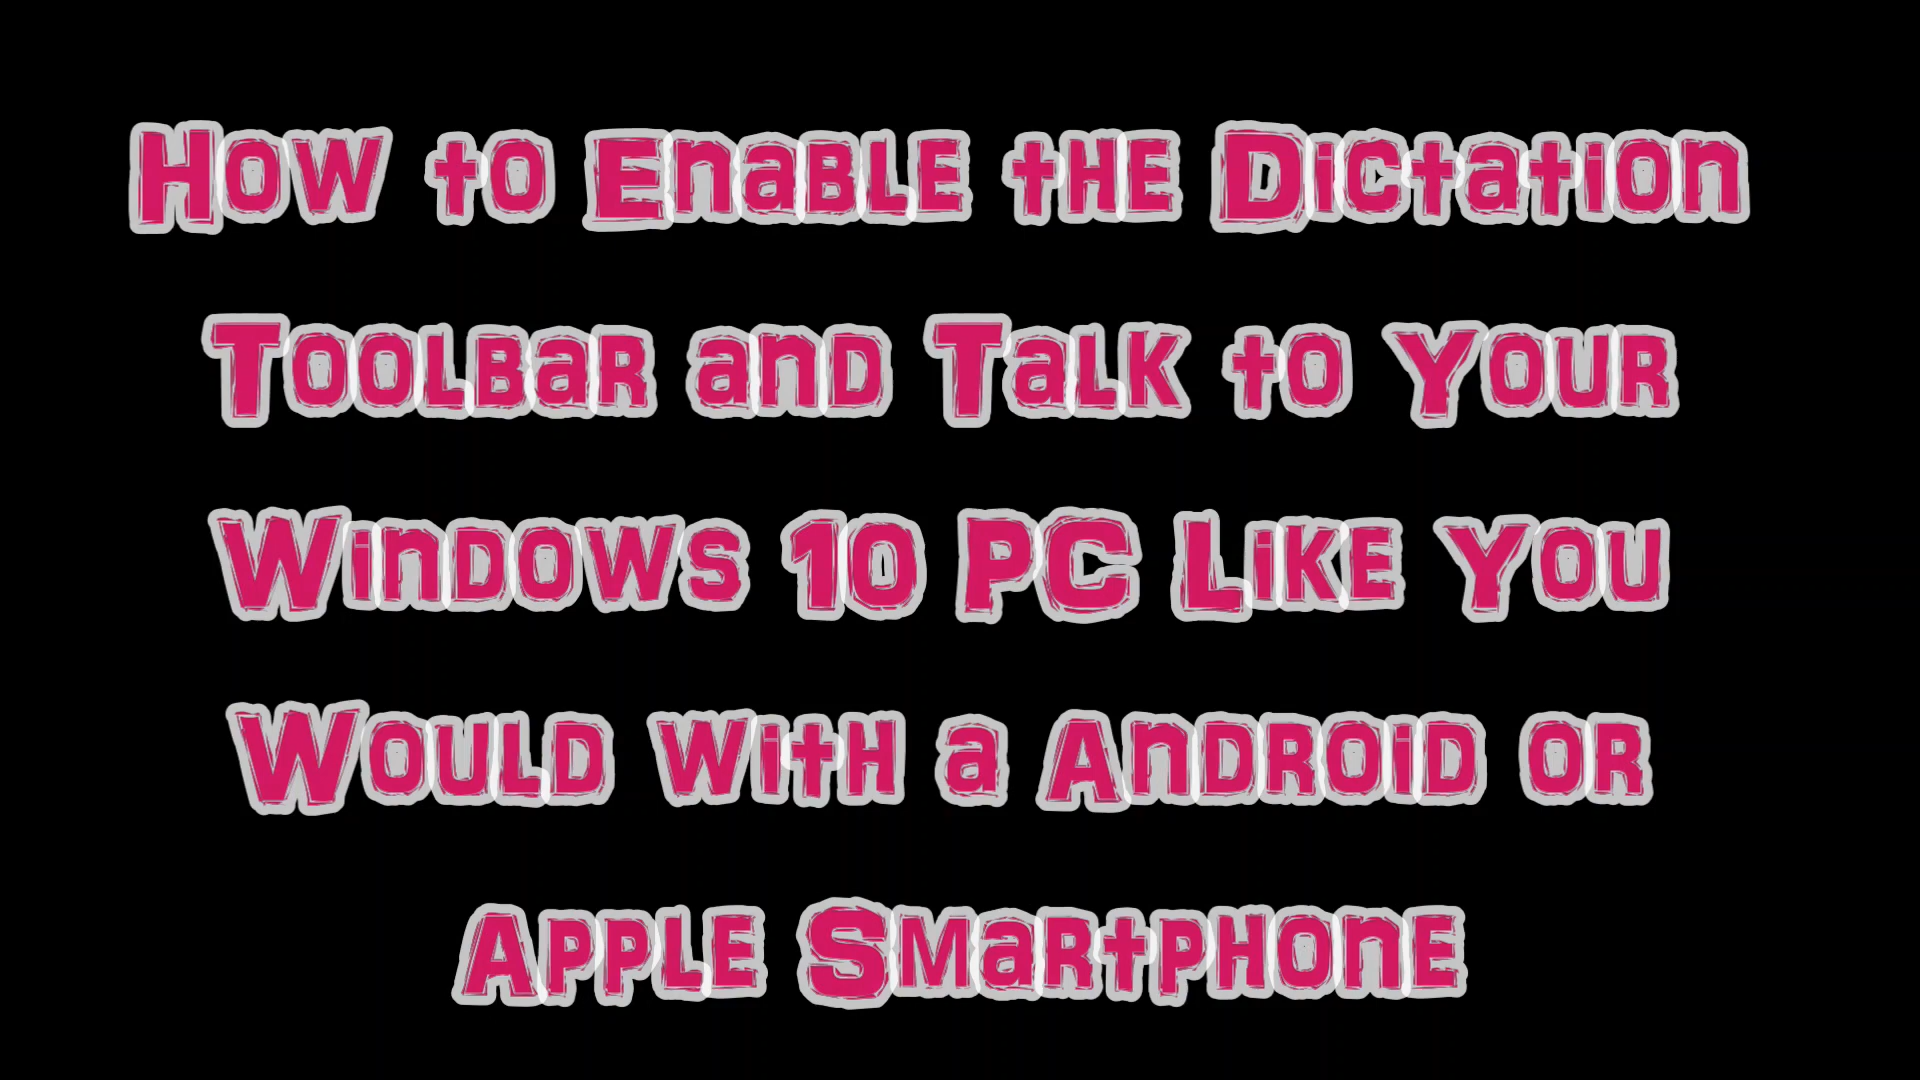 How to Enable the Dictation
Toolbar and Talk to Your
Windows 10 PC Like You
Would with a Android or
Apple Smartphone